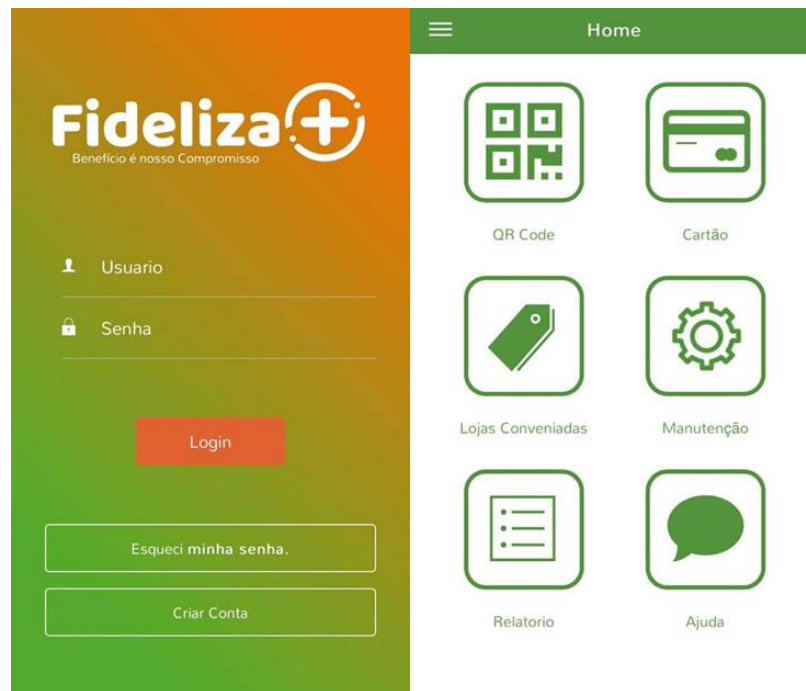 Fideliza+
Benefício é nosso Compromisso
Usuario
Senha
Login
Esqueci minha senha.
Criar Conta
Home
QR Code
Cartão
Lojas Conveniadas
Manutenção
Relatorio
Ajuda